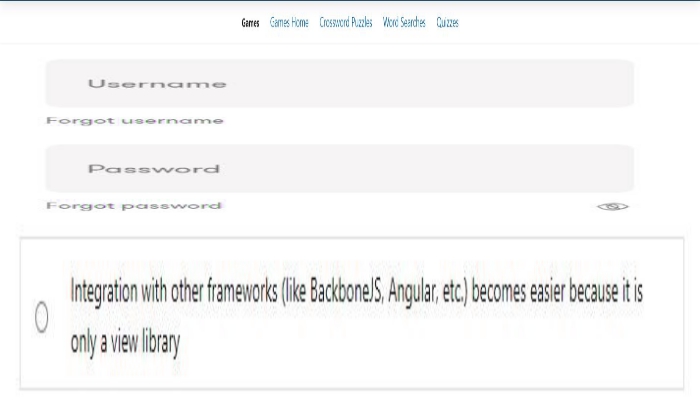 Games Games Home Crossword Puzzles Word Searches Quizzes
Username
Forgot username
Password
Forgot password
Integration with other frameworks (like BackboneJS, Angular, etc.) becomes easier because it is
only a view library